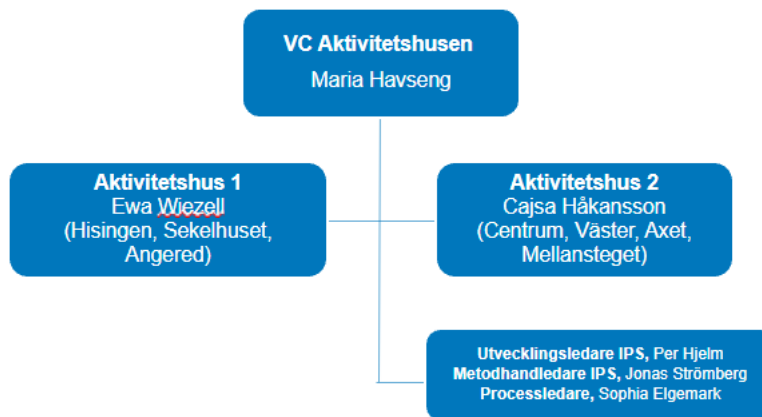 VC Aktivitetshusen
Maria Havseng
Aktivitetshus 1
Ewa Wiezell
(Hisingen, Sekelhuset,
Angered)
Aktivitetshus 2
Cajsa Håkansson
(Centrum, Väster, Axet,
Mellansteget)
Utvecklingsledare IPS, Per Hjelm
Metodhandledare IPS, Jonas Strömberg
Processledare, Sophia Elgemark